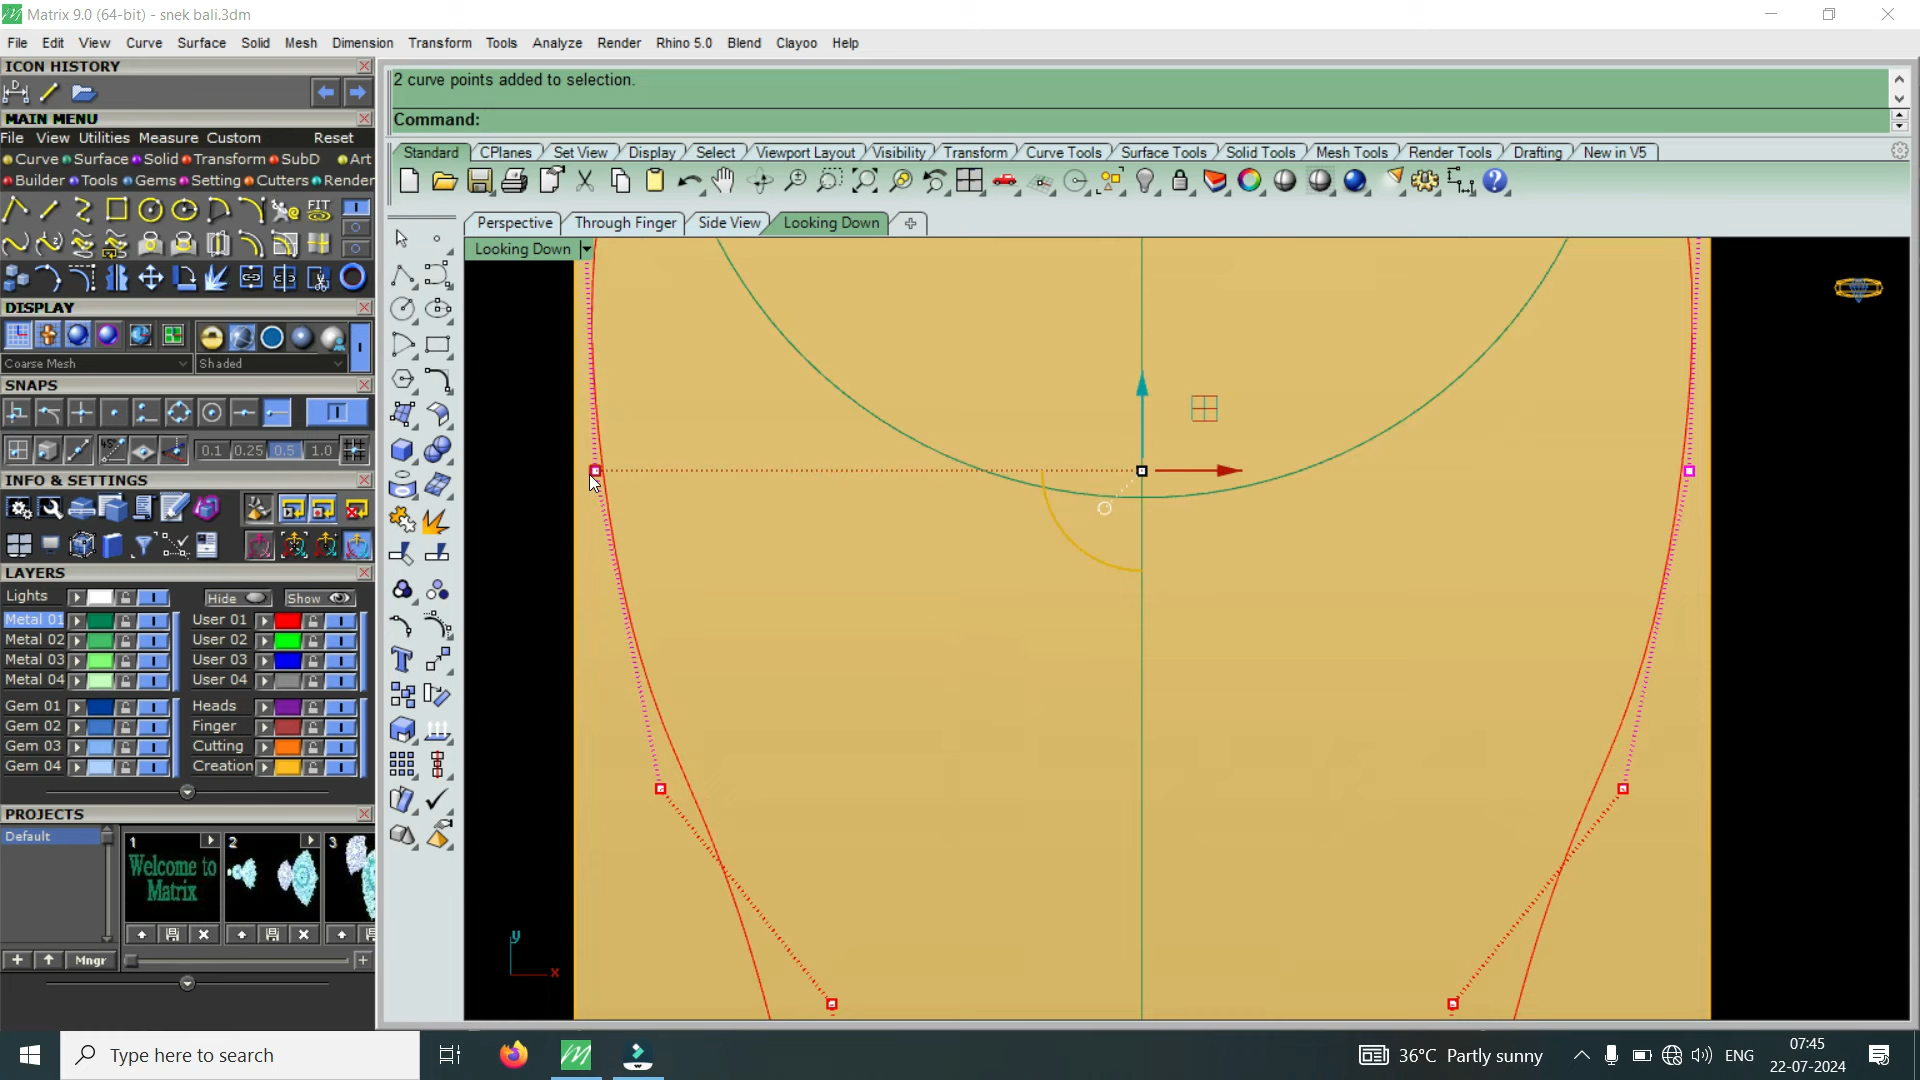 Matrix 9.0 (64-bit) - snek bali.3dm
File Edit View Curve Surface Solid Mesh Dimension Transform Tools Analyze Render Rhino 5.0 Blend Clayoo Help
ICON HISTORY
MAIN MENU
File View Utilities Measure Custom Reset
Curve Surface Solid Transform SubD Art
Builder Tools Gems Setting Cutters Render
FIT
DISPLAY
Coarse Mesh Shaded
SNAPS
0.1 0.25 0.5 1.0
INFO & SETTINGS
LAYERS
Lights Hide Show
Metal 01 User 01
Metal 02 User 02
Metal 03 User 03
Metal 04 User 04
Gem 01 Heads
Gem 02 Finger
Gem 03 Cutting
Gem 04 Creation
PROJECTS
Default
1 2 3
Welcome to Matrix
Mngr
2 curve points added to selection.
Command:
Standard CPlanes Set View Display Select Viewport Layout Visibility Transform Curve Tools Surface Tools Solid Tools Mesh Tools Render Tools Drafting New in V5
Perspective Through Finger Side View Looking Down
Looking Down
y
x
Type here to search
36°C Partly sunny
ENG
07:45
22-07-2024